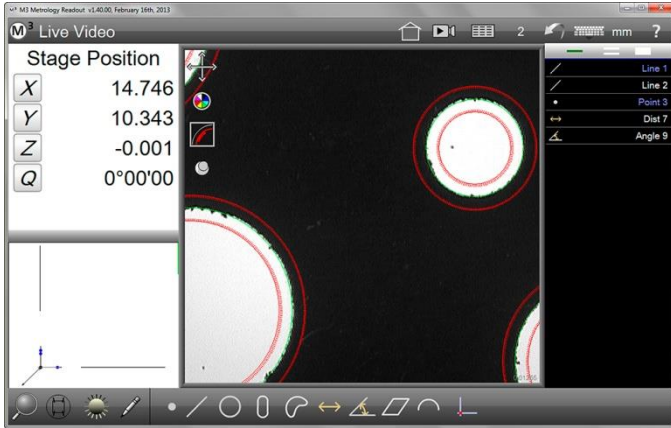 M³ M3 Metrology Readout v1.40.00, February 16th, 2013
M³ Live Video
2
mm
?
Stage Position
X 14.746
Y 10.343
Z -0.001
Q 0°00'00
Line 1
Line 2
Point 3
Dist 7
Angle 9